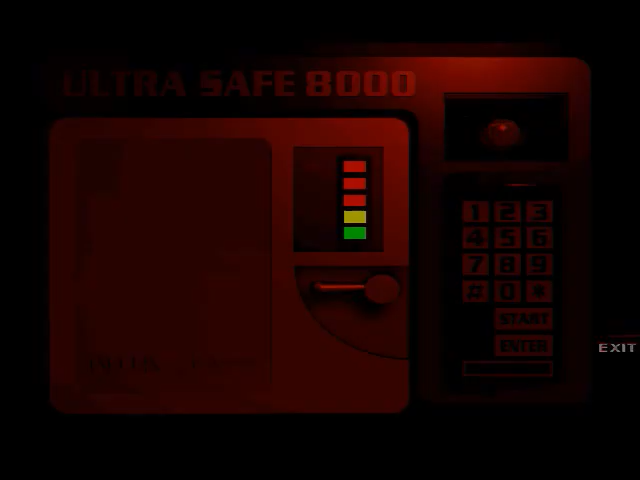 ULTRA SAFE 8000
1 2 3
4 5 6
7 8 9
# 0 *
START
ENTER
EXIT